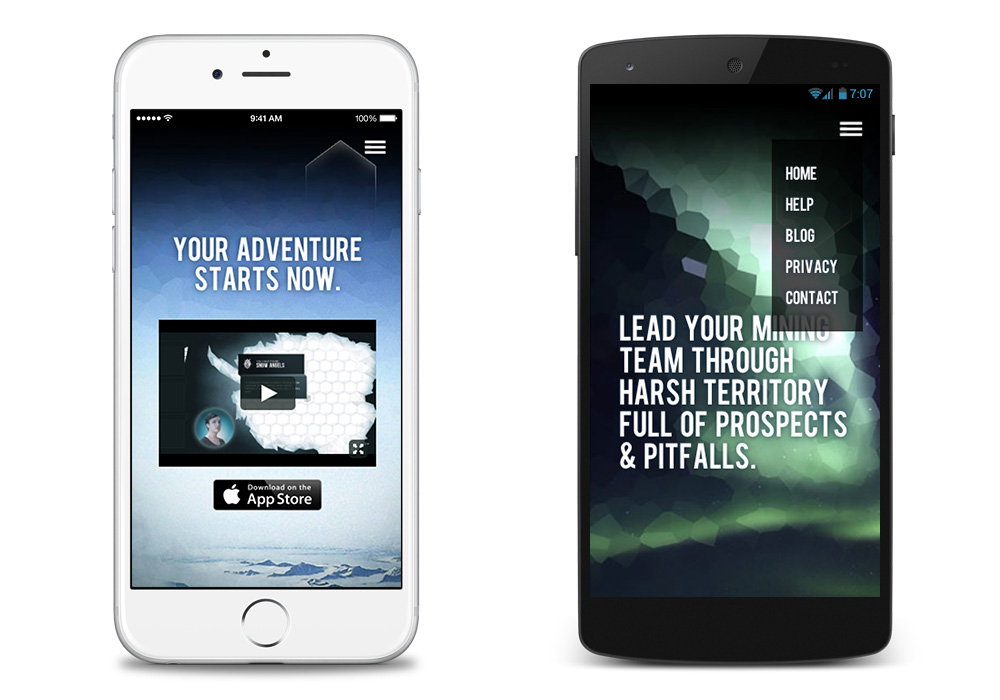 9:41 AM
100%
YOUR ADVENTURE
STARTS NOW.
SNOW ANGELS
Download on the
App Store
7:07
HOME
HELP
BLOG
PRIVACY
CONTACT
LEAD YOUR MINING
TEAM THROUGH
HARSH TERRITORY
FULL OF PROSPECTS
& PITFALLS.